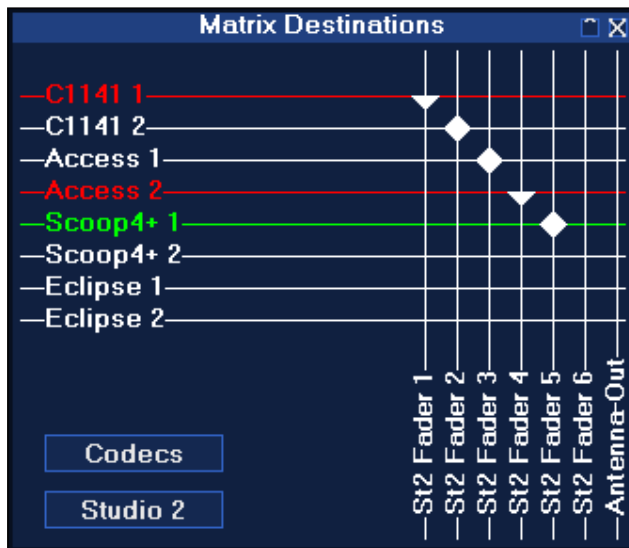 Matrix Destinations
C1141 1
C1141 2
Access 1
Access 2
Scoop4+ 1
Scoop4+ 2
Eclipse 1
Eclipse 2
St2 Fader 1
St2 Fader 2
St2 Fader 3
St2 Fader 4
St2 Fader 5
St2 Fader 6
Antenna-Out
Codecs
Studio 2